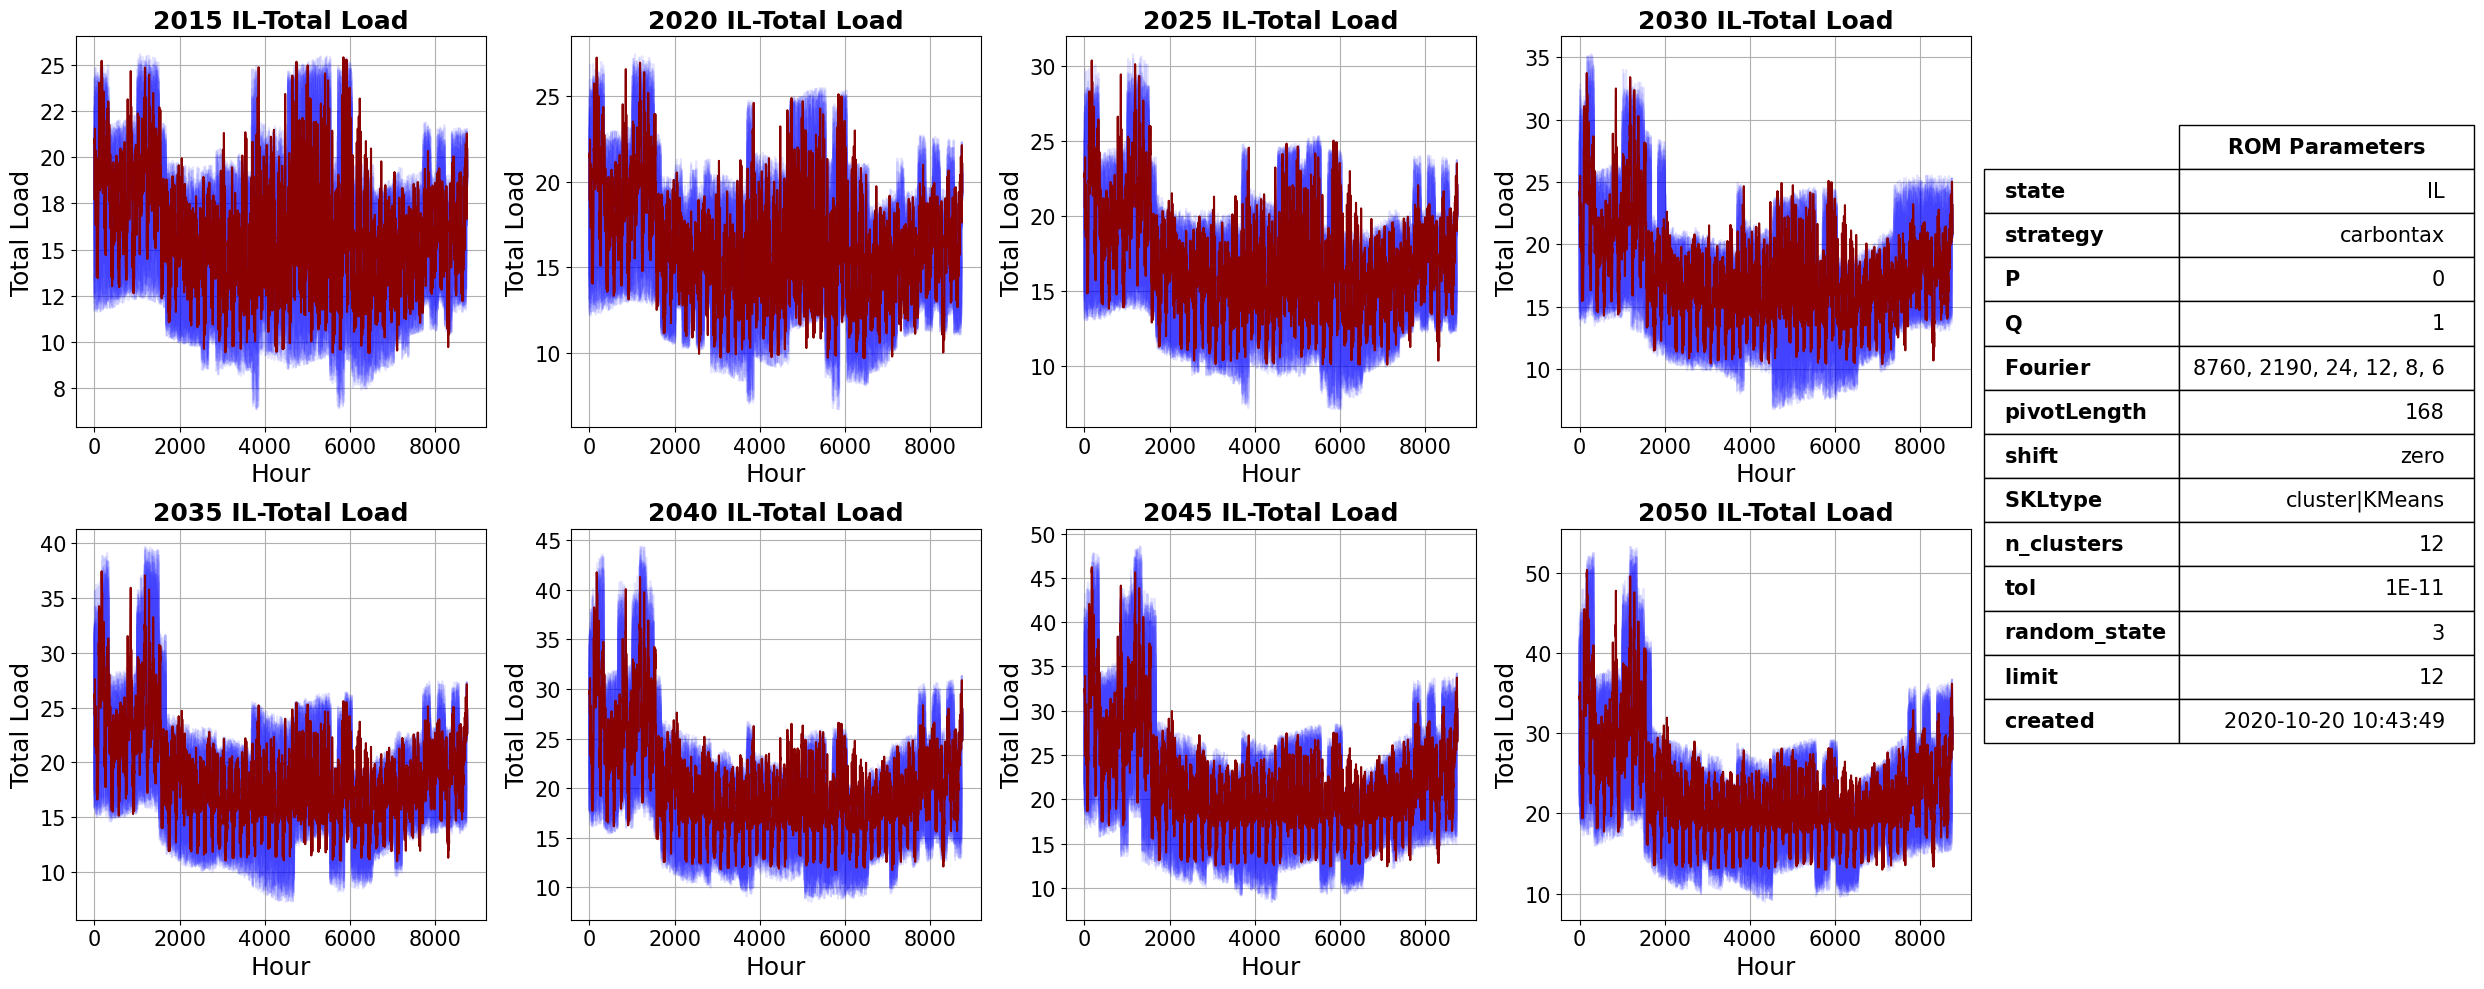 2015 IL-Total Load
25
22
20
18
15
12
10
8
Total Load
0 2000 4000 6000 8000
Hour
2020 IL-Total Load
25
20
15
10
Total Load
0 2000 4000 6000 8000
Hour
2025 IL-Total Load
30
25
20
15
10
Total Load
0 2000 4000 6000 8000
Hour
2030 IL-Total Load
35
30
25
20
15
10
Total Load
0 2000 4000 6000 8000
Hour
2035 IL-Total Load
40
35
30
25
20
15
10
Total Load
0 2000 4000 6000 8000
Hour
2040 IL-Total Load
45
40
35
30
25
20
15
10
Total Load
0 2000 4000 6000 8000
Hour
2045 IL-Total Load
50
45
40
35
30
25
20
15
10
Total Load
0 2000 4000 6000 8000
Hour
2050 IL-Total Load
50
40
30
20
10
Total Load
0 2000 4000 6000 8000
Hour
ROM Parameters
state IL
strategy carbontax
P 0
Q 1
Fourier 8760, 2190, 24, 12, 8, 6
pivotLength 168
shift zero
SKLtype cluster|KMeans
n_clusters 12
tol 1E-11
random_state 3
limit 12
created 2020-10-20 10:43:49